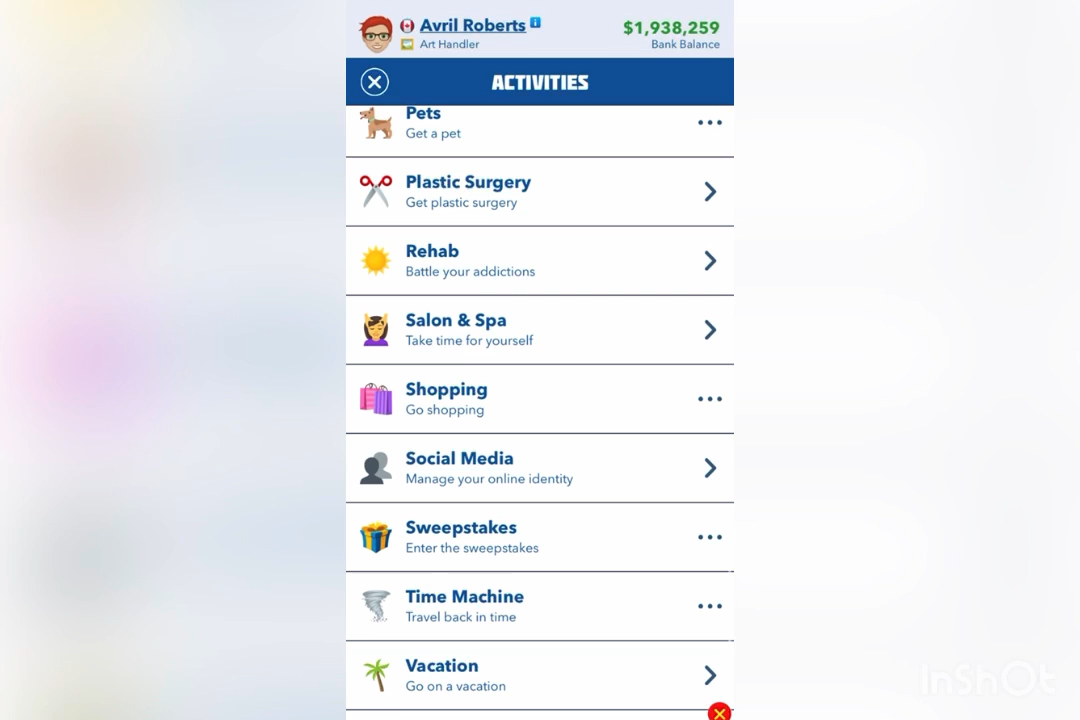 Avril Roberts
Art Handler
$1,938,259
Bank Balance
ACTIVITIES
Pets
Get a pet
Plastic Surgery
Get plastic surgery
Rehab
Battle your addictions
Salon & Spa
Take time for yourself
Shopping
Go shopping
Social Media
Manage your online identity
Sweepstakes
Enter the sweepstakes
Time Machine
Travel back in time
Vacation
Go on a vacation
InShOt